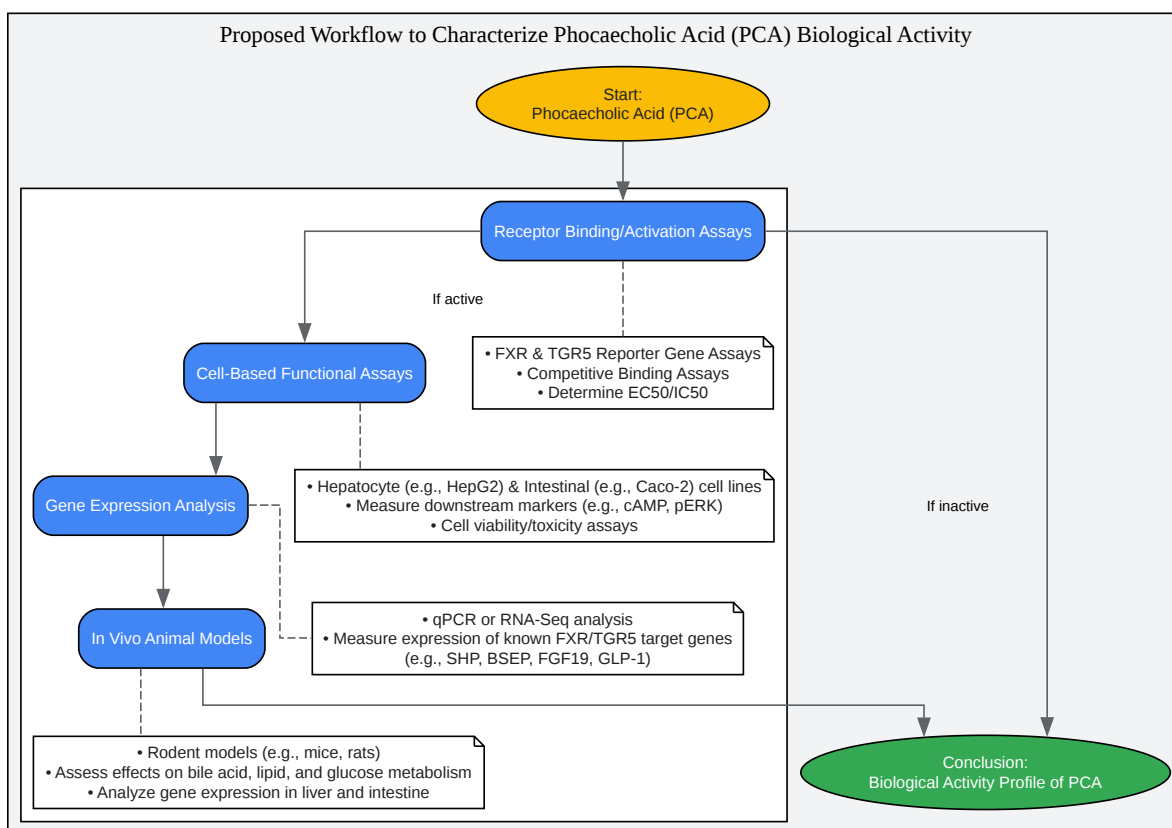 Proposed Workflow to Characterize Phocaecholic Acid (PCA) Biological Activity
Start:
Phocaecholic Acid (PCA)
Receptor Binding/Activation Assays
If active
• FXR & TGR5 Reporter Gene Assays
• Competitive Binding Assays
• Determine EC50/IC50
Cell-Based Functional Assays
• Hepatocyte (e.g., HepG2) & Intestinal (e.g., Caco-2) cell lines
• Measure downstream markers (e.g., cAMP, pERK)
• Cell viability/toxicity assays
Gene Expression Analysis
If inactive
• qPCR or RNA-Seq analysis
• Measure expression of known FXR/TGR5 target genes
(e.g., SHP, BSEP, FGF19, GLP-1)
In Vivo Animal Models
• Rodent models (e.g., mice, rats)
• Assess effects on bile acid, lipid, and glucose metabolism
• Analyze gene expression in liver and intestine
Conclusion:
Biological Activity Profile of PCA